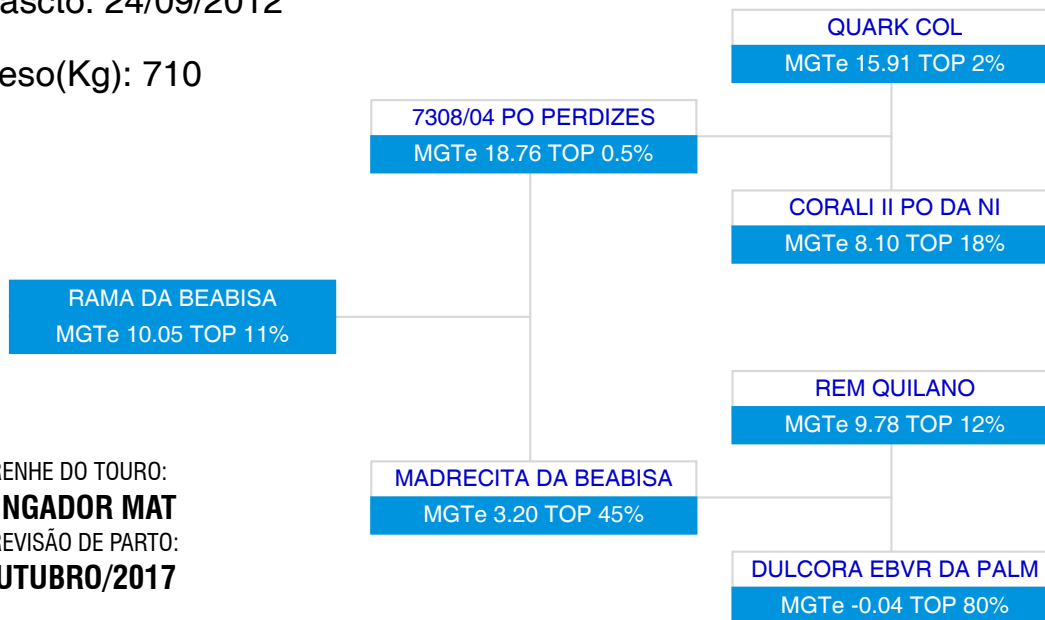 ascto: 24/09/2012
eso(Kg): 710
QUARK COL
MGTe 15.91 TOP 2%
7308/04 PO PERDIZES
MGTe 18.76 TOP 0.5%
CORALI II PO DA NI
MGTe 8.10 TOP 18%
RAMA DA BEABISA
MGTe 10.05 TOP 11%
REM QUILANO
MGTe 9.78 TOP 12%
MADRECITA DA BEABISA
MGTe 3.20 TOP 45%
DULCORA EBVR DA PALM
MGTe -0.04 TOP 80%
RENHE DO TOURO:
NGADOR MAT
REVISÃO DE PARTO:
UTUBRO/2017